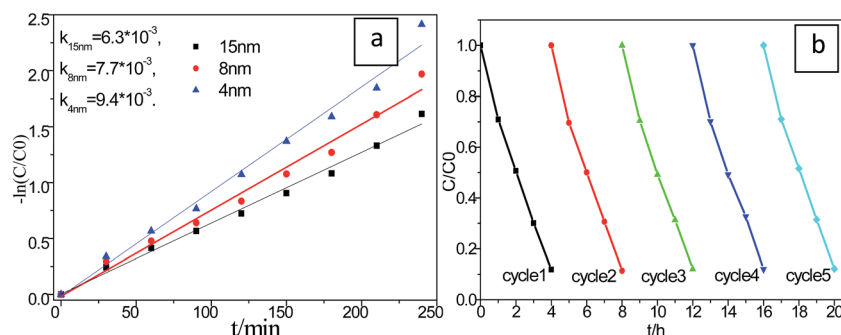 a
k15nm=6.3*10-3,
k8nm=7.7*10-3,
k4nm=9.4*10-3.
15nm
8nm
4nm
-ln(C/C0)
2.5
2.0
1.5
1.0
0.5
0.0
0 50 100 150 200 250
t/min
b
C/C0
1.0
0.8
0.6
0.4
0.2
0.0
cycle1 cycle2 cycle3 cycle4 cycle5
0 2 4 6 8 10 12 14 16 18 20
t/h